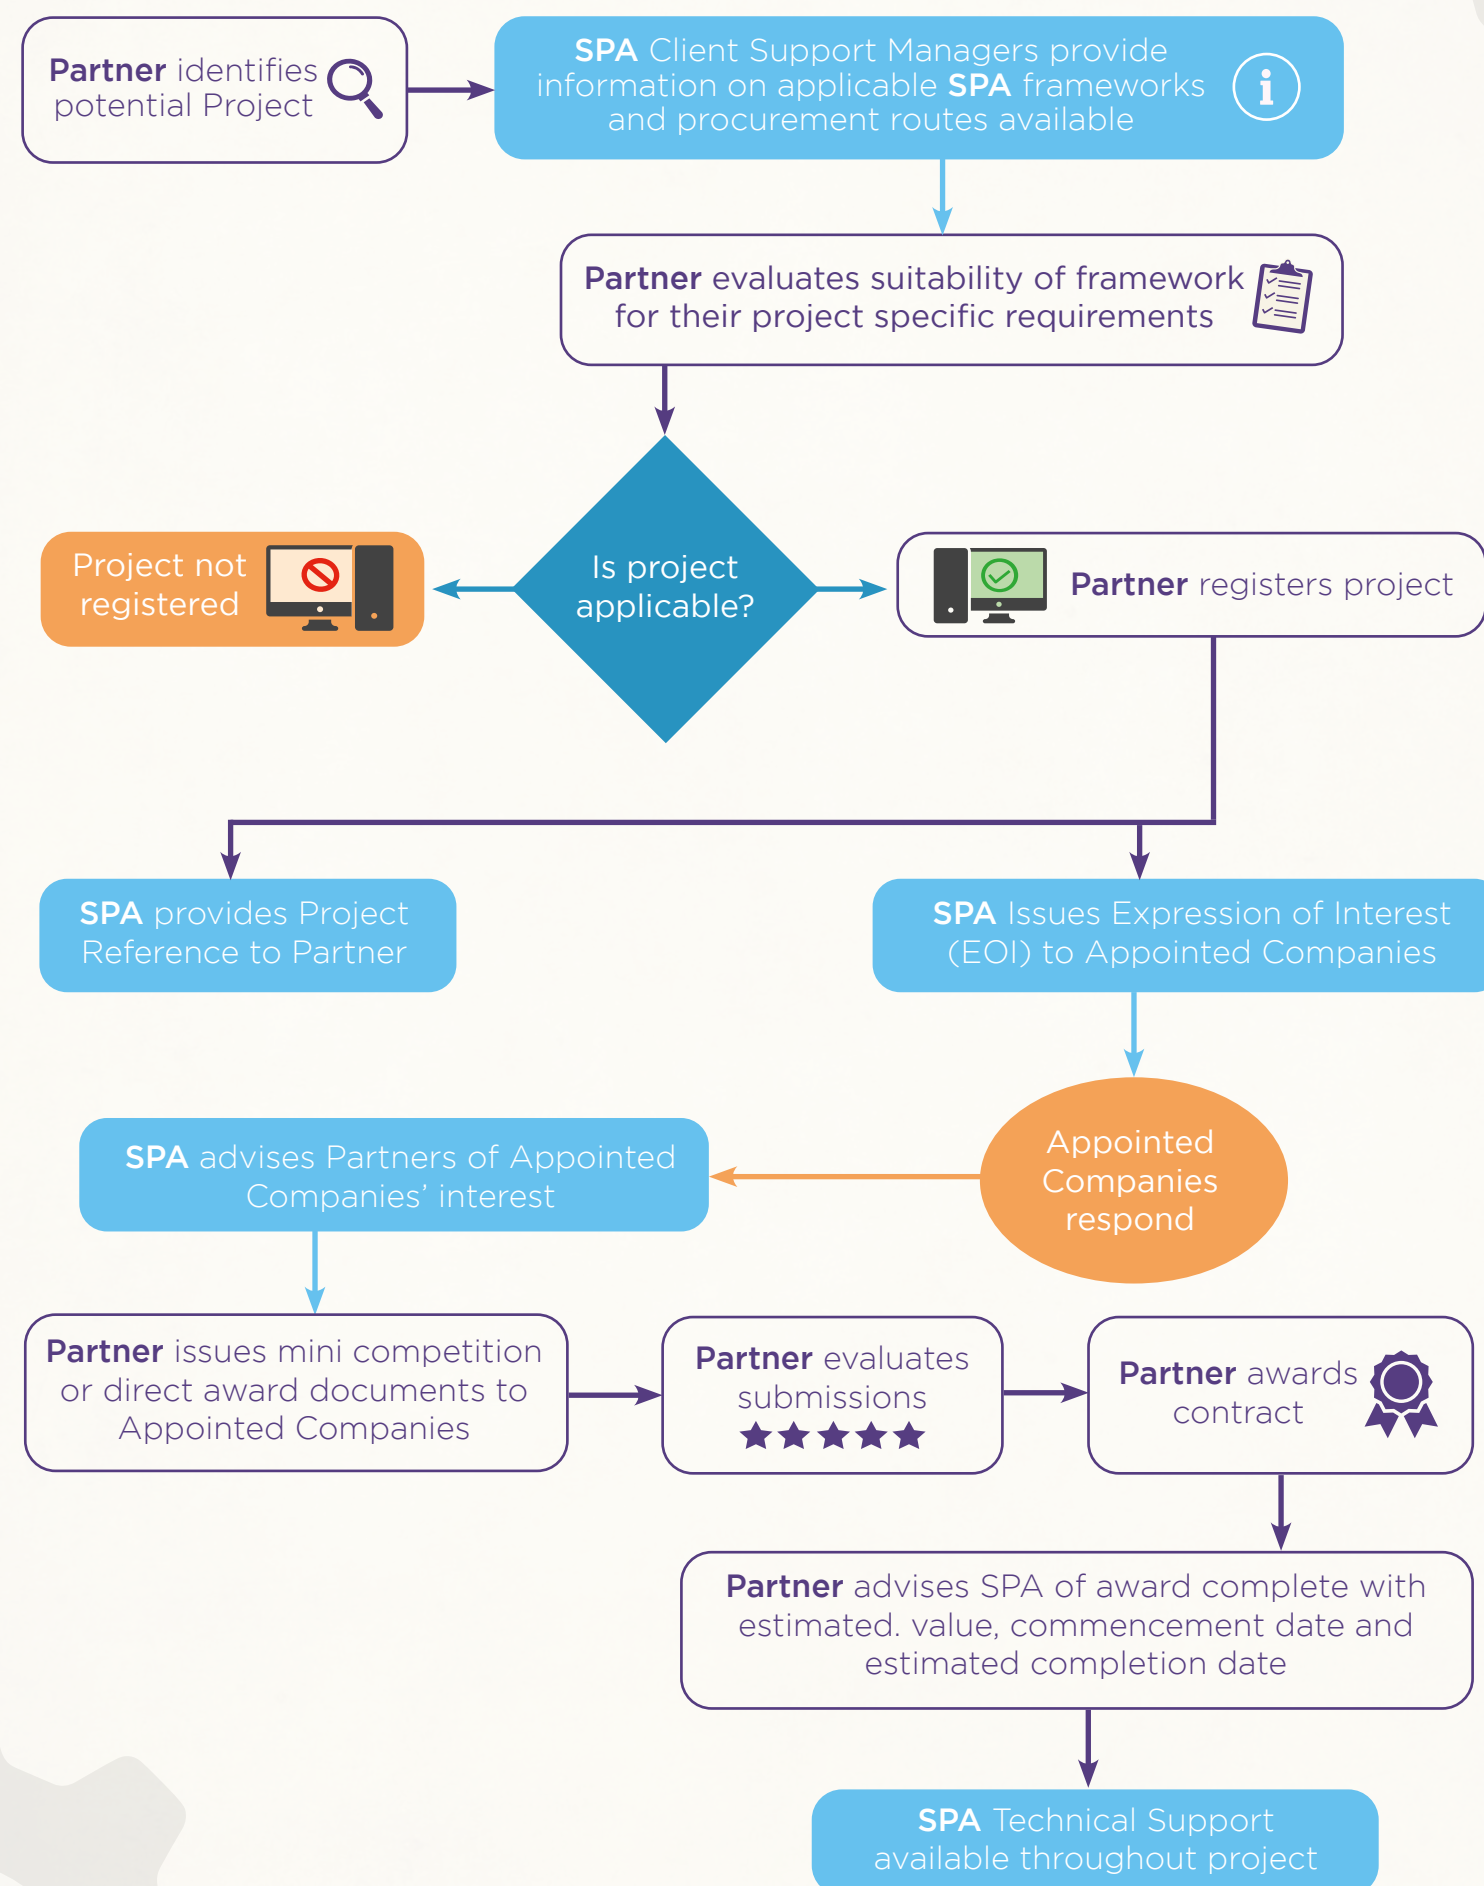 Partner identifies
potential Project
SPA Client Support Managers provide
information on applicable SPA frameworks
and procurement routes available
Partner evaluates suitability of framework
for their project specific requirements
Is project
applicable?
Project not
registered
Partner registers project
SPA provides Project
Reference to Partner
SPA Issues Expression of Interest
(EOI) to Appointed Companies
Appointed
Companies
respond
SPA advises Partners of Appointed
Companies’ interest
Partner issues mini competition
or direct award documents to
Appointed Companies
Partner evaluates
submissions
Partner awards
contract
Partner advises SPA of award complete with
estimated. value, commencement date and
estimated completion date
SPA Technical Support
available throughout project